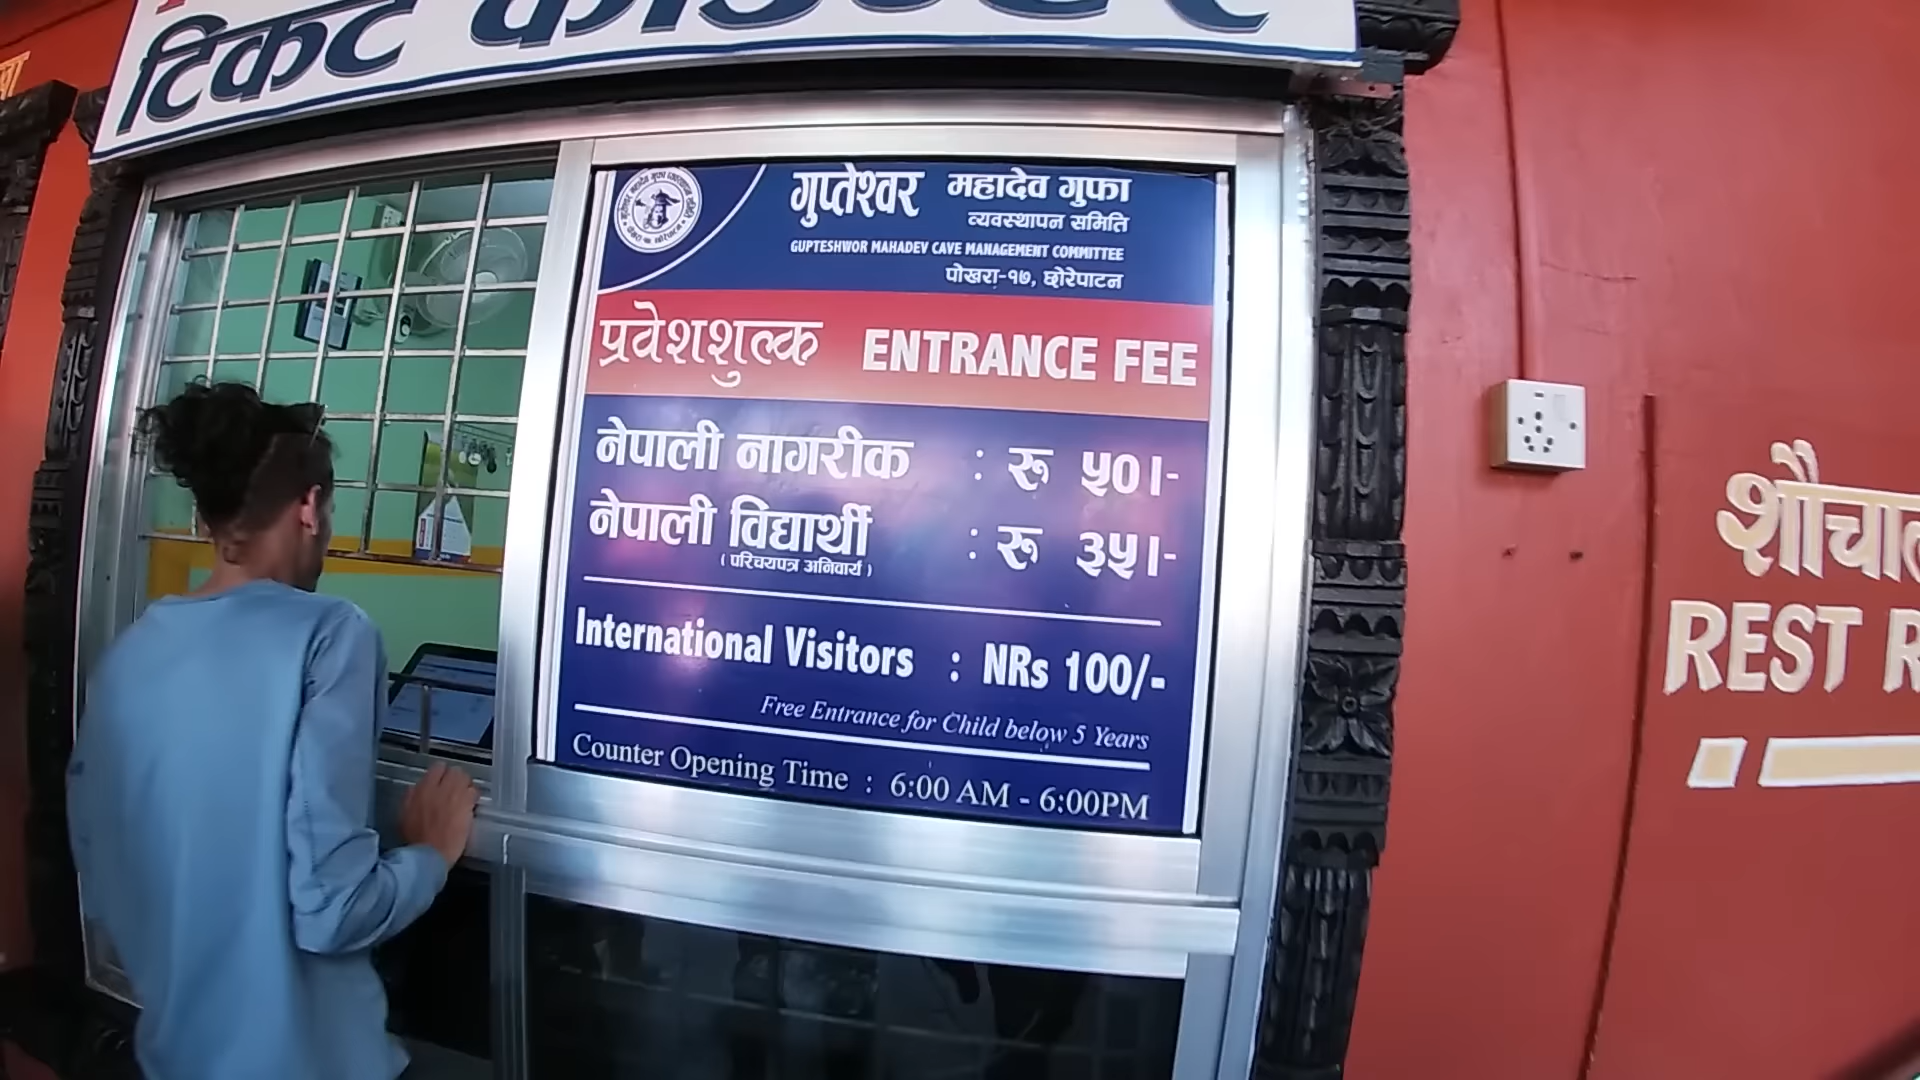 टिकट काउन्टर
गुप्तेश्वर महादेव गुफा
व्यवस्थापन समिति
GUPTESHWOR MAHADEV CAVE MANAGEMENT COMMITTEE
पोखरा-१७, छोरेपाटन
प्रवेशशुल्क ENTRANCE FEE
नेपाली नागरीक : रू ५०।-
नेपाली विद्यार्थी : रू ३५।-
( परिचयपत्र अनिवार्य )
International Visitors : NRs 100/-
Free Entrance for Child below 5 Years
Counter Opening Time : 6:00 AM - 6:00PM
शौचाल
REST R